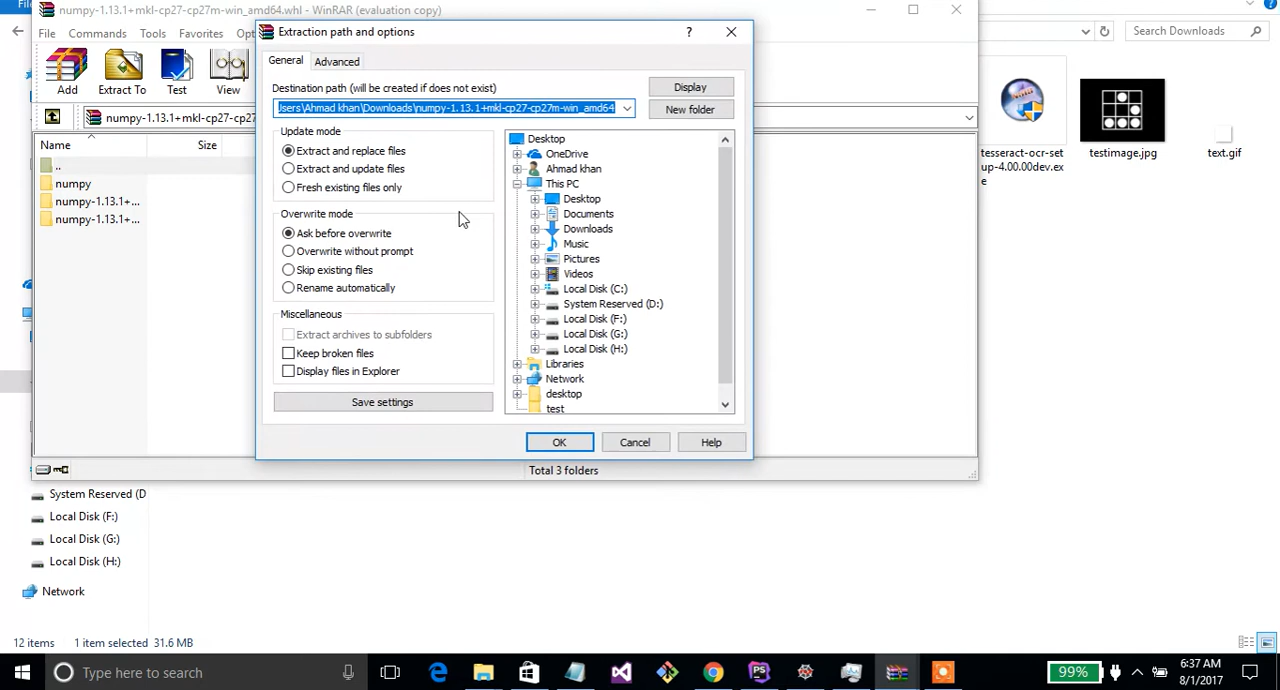 File
numpy-1.13.1+mkl-cp27-cp27m-win_amd64.whl - WinRAR (evaluation copy)
File Commands Tools Favorites Opt
Add Extract To Test View
numpy-1.13.1+mkl-cp27-cp27
Name Size
..
numpy
numpy-1.13.1+...
numpy-1.13.1+...
Total 3 folders
Extraction path and options
?
General Advanced
Destination path (will be created if does not exist)
Users\Ahmad khan\Downloads\numpy-1.13.1+mkl-cp27-cp27m-win_amd64
Display
New folder
Update mode
Extract and replace files
Extract and update files
Fresh existing files only
Overwrite mode
Ask before overwrite
Overwrite without prompt
Skip existing files
Rename automatically
Miscellaneous
Extract archives to subfolders
Keep broken files
Display files in Explorer
Save settings
Desktop
OneDrive
Ahmad khan
This PC
Desktop
Documents
Downloads
Music
Pictures
Videos
Local Disk (C:)
System Reserved (D:)
Local Disk (F:)
Local Disk (G:)
Local Disk (H:)
Libraries
Network
desktop
test
OK Cancel Help
Search Downloads
tesseract-ocr-set
up-4.00.00dev.ex
e
testimage.jpg
text.gif
System Reserved (D
Local Disk (F:)
Local Disk (G:)
Local Disk (H:)
Network
12 items 1 item selected 31.6 MB
Type here to search
99%
6:37 AM
8/1/2017